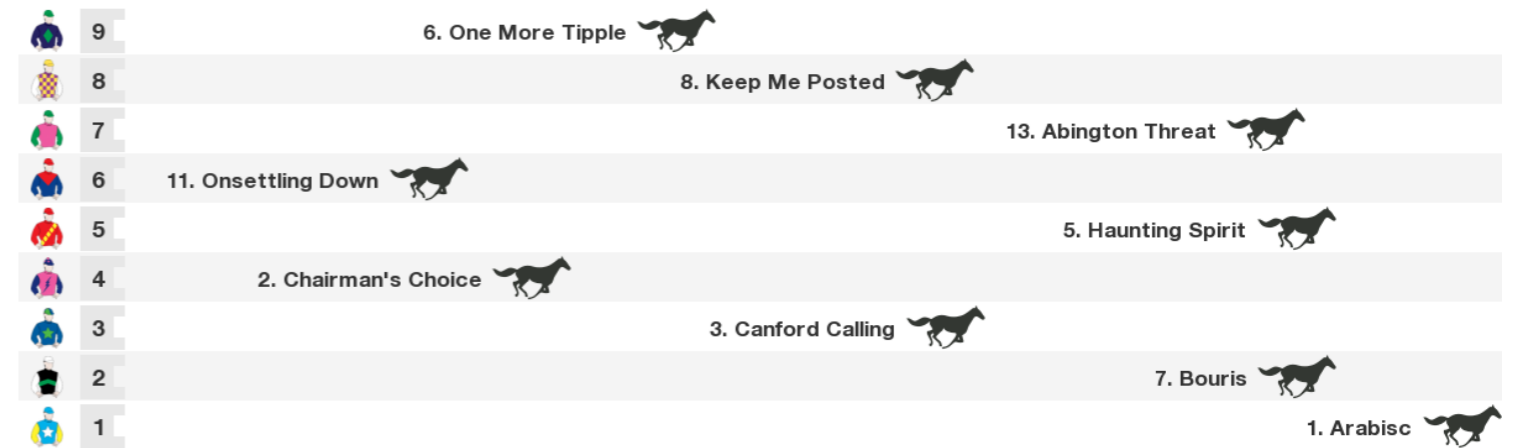 9 6. One More Tipple
8 8. Keep Me Posted
7 13. Abington Threat
6 11. Onsettling Down
5 5. Haunting Spirit
4 2. Chairman's Choice
3 3. Canford Calling
2 7. Bouris
1 1. Arabisc